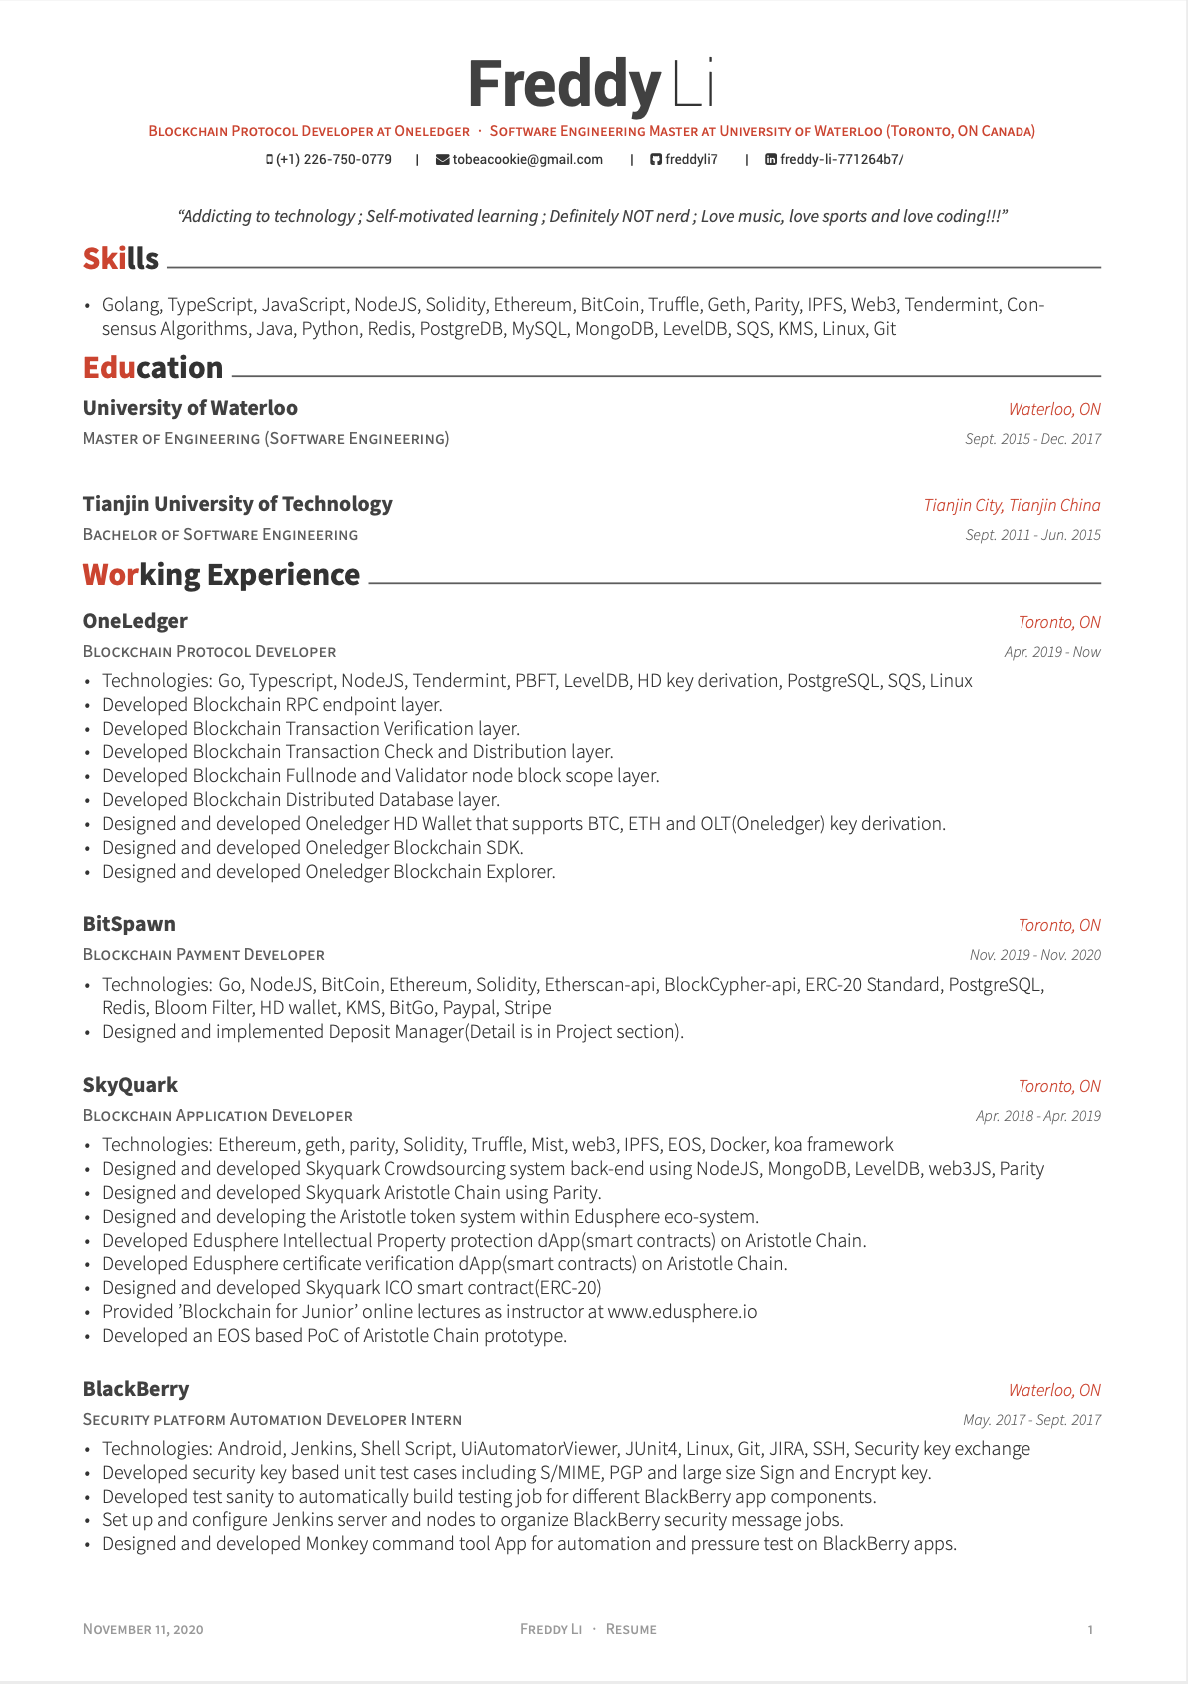 Freddy Li
Blockchain Protocol Developer at Oneledger · Software Engineering Master at University of Waterloo (Toronto, ON Canada)
(+1) 226-750-0779 | tobeacookie@gmail.com | freddyli7 | freddy-li-771264b7/
“Addicting to technology ; Self-motivated learning ; Definitely NOT nerd ; Love music, love sports and love coding!!!”
Skills
• Golang, TypeScript, JavaScript, NodeJS, Solidity, Ethereum, BitCoin, Truffle, Geth, Parity, IPFS, Web3, Tendermint, Con-
sensus Algorithms, Java, Python, Redis, PostgreDB, MySQL, MongoDB, LevelDB, SQS, KMS, Linux, Git
Education
University of Waterloo Waterloo, ON
Master of Engineering (Software Engineering) Sept. 2015 - Dec. 2017
Tianjin University of Technology Tianjin City, Tianjin China
Bachelor of Software Engineering Sept. 2011 - Jun. 2015
Working Experience
OneLedger Toronto, ON
Blockchain Protocol Developer Apr. 2019 - Now
• Technologies: Go, Typescript, NodeJS, Tendermint, PBFT, LevelDB, HD key derivation, PostgreSQL, SQS, Linux
• Developed Blockchain RPC endpoint layer.
• Developed Blockchain Transaction Verification layer.
• Developed Blockchain Transaction Check and Distribution layer.
• Developed Blockchain Fullnode and Validator node block scope layer.
• Developed Blockchain Distributed Database layer.
• Designed and developed Oneledger HD Wallet that supports BTC, ETH and OLT(Oneledger) key derivation.
• Designed and developed Oneledger Blockchain SDK.
• Designed and developed Oneledger Blockchain Explorer.
BitSpawn Toronto, ON
Blockchain Payment Developer Nov. 2019 - Nov. 2020
• Technologies: Go, NodeJS, BitCoin, Ethereum, Solidity, Etherscan-api, BlockCypher-api, ERC-20 Standard, PostgreSQL,
Redis, Bloom Filter, HD wallet, KMS, BitGo, Paypal, Stripe
• Designed and implemented Deposit Manager(Detail is in Project section).
SkyQuark Toronto, ON
Blockchain Application Developer Apr. 2018 - Apr. 2019
• Technologies: Ethereum, geth, parity, Solidity, Truffle, Mist, web3, IPFS, EOS, Docker, koa framework
• Designed and developed Skyquark Crowdsourcing system back-end using NodeJS, MongoDB, LevelDB, web3JS, Parity
• Designed and developed Skyquark Aristotle Chain using Parity.
• Designed and developing the Aristotle token system within Edusphere eco-system.
• Developed Edusphere Intellectual Property protection dApp(smart contracts) on Aristotle Chain.
• Developed Edusphere certificate verification dApp(smart contracts) on Aristotle Chain.
• Designed and developed Skyquark ICO smart contract(ERC-20)
• Provided ’Blockchain for Junior’ online lectures as instructor at www.edusphere.io
• Developed an EOS based PoC of Aristotle Chain prototype.
BlackBerry Waterloo, ON
Security platform Automation Developer Intern May. 2017 - Sept. 2017
• Technologies: Android, Jenkins, Shell Script, UiAutomatorViewer, JUnit4, Linux, Git, JIRA, SSH, Security key exchange
• Developed security key based unit test cases including S/MIME, PGP and large size Sign and Encrypt key.
• Developed test sanity to automatically build testing job for different BlackBerry app components.
• Set up and configure Jenkins server and nodes to organize BlackBerry security message jobs.
• Designed and developed Monkey command tool App for automation and pressure test on BlackBerry apps.
November 11, 2020 Freddy Li · Resume 1